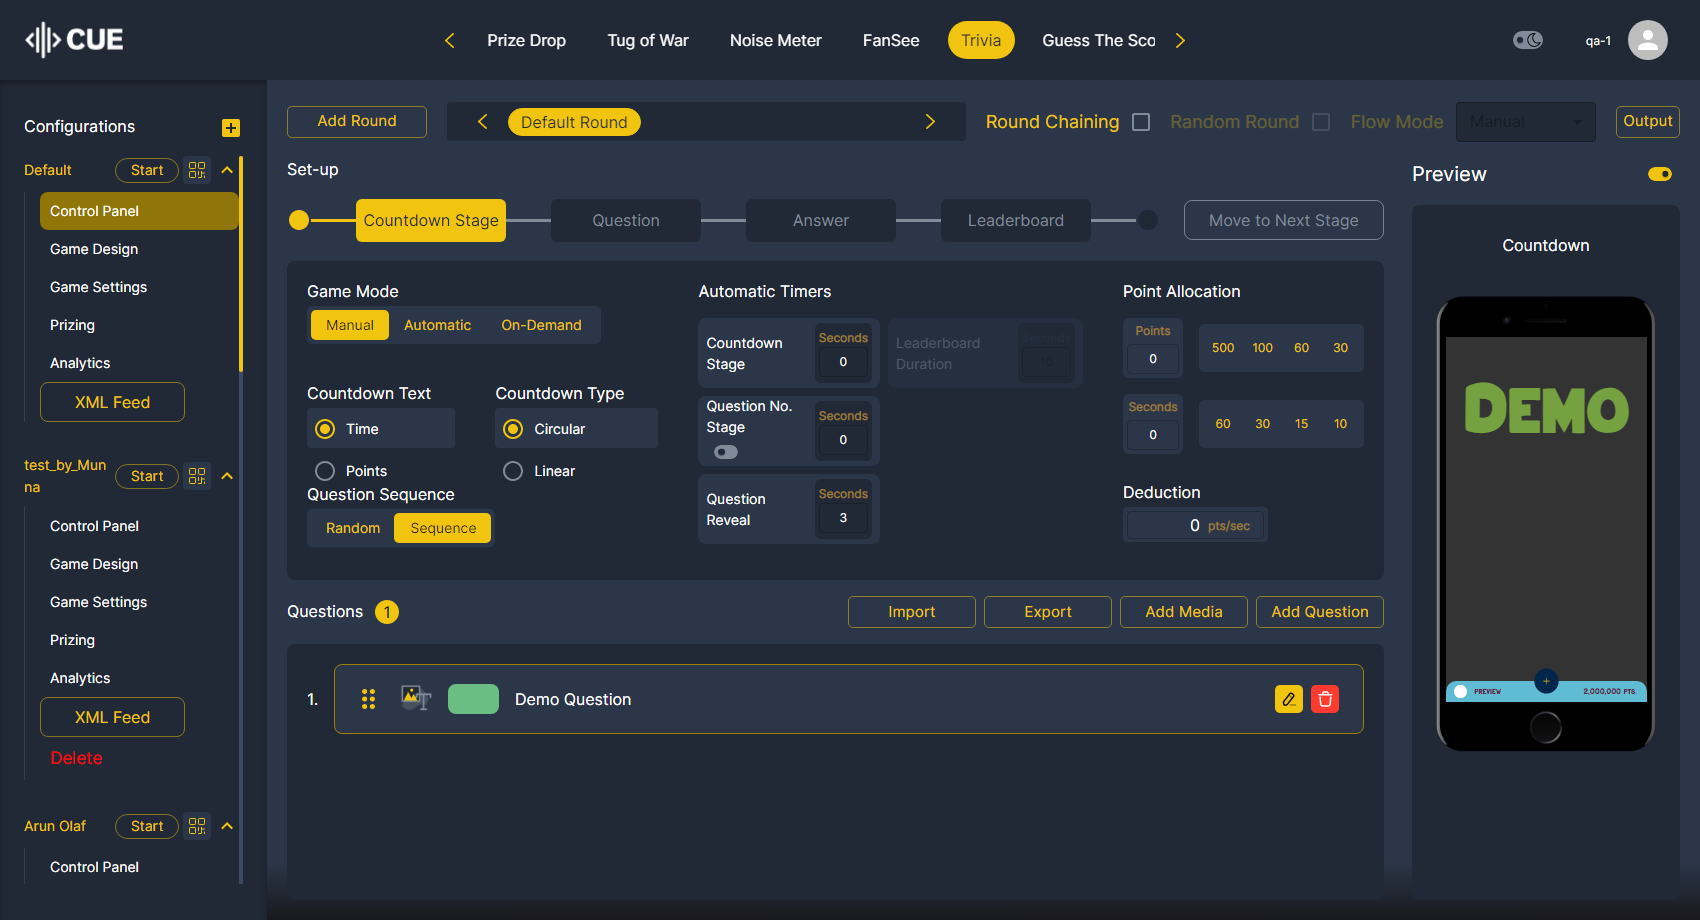 CUE
Prize Drop
Tug of War
Noise Meter
FanSee
Trivia
Guess The Sco
qa-1
Configurations
Default
Start
Control Panel
Game Design
Game Settings
Prizing
Analytics
XML Feed
test_by_Mun
na
Start
Control Panel
Game Design
Game Settings
Prizing
Analytics
XML Feed
Delete
Arun Olaf
Start
Control Panel
Add Round
Default Round
Round Chaining
Random Round
Flow Mode
Manual
Output
Set-up
Countdown Stage
Question
Answer
Leaderboard
Move to Next Stage
Game Mode
Manual
Automatic
On-Demand
Countdown Text
Time
Points
Countdown Type
Circular
Linear
Question Sequence
Random
Sequence
Automatic Timers
Countdown
Stage
Seconds
0
Leaderboard
Duration
Seconds
10
Question No.
Stage
Seconds
0
Question
Reveal
Seconds
3
Point Allocation
Points
0
500 100 60 30
Seconds
0
60 30 15 10
Deduction
0 pts/sec
Questions 1
Import
Export
Add Media
Add Question
1.
T
Demo Question
Preview
Countdown
DEMO
+
PREVIEW
2,000,000 PTS.